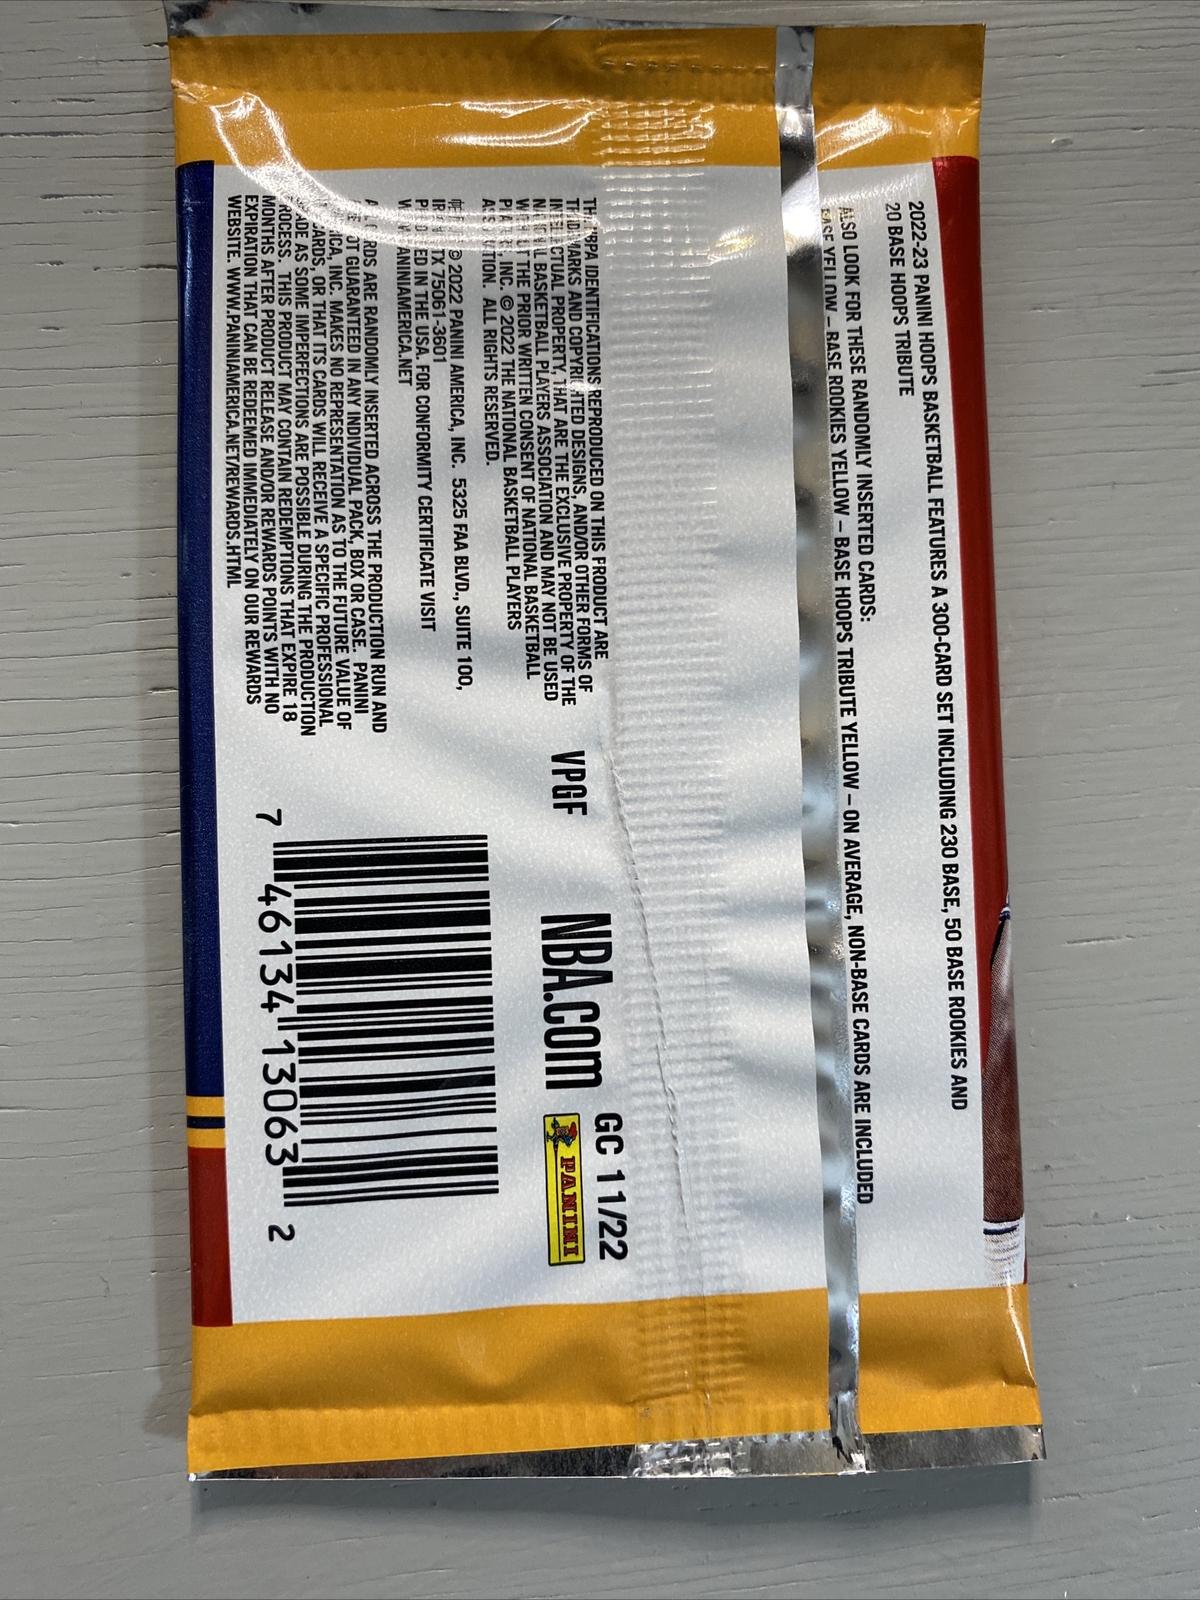 2022-23 PANINI HOOPS BASKETBALL FEATURES A 300-CARD SET INCLUDING 230 BASE, 50 BASE ROOKIES AND
20 BASE HOOPS TRIBUTE
ALSO LOOK FOR THESE RANDOMLY INSERTED CARDS:
BASE YELLOW – BASE ROOKIES YELLOW – BASE HOOPS TRIBUTE YELLOW – ON AVERAGE, NON-BASE CARDS ARE INCLUDED
IDENTIFICATIONS REPRODUCED ON THIS PRODUCT ARE
AND COPYRIGHTED DESIGNS, AND/OR OTHER FORMS OF
INTELLECTUAL PROPERTY, THAT ARE THE EXCLUSIVE PROPERTY OF THE
NATIONAL BASKETBALL PLAYERS ASSOCIATION AND MAY NOT BE USED
WITHOUT THE PRIOR WRITTEN CONSENT OF NATIONAL BASKETBALL
INC. © 2022 THE NATIONAL BASKETBALL PLAYERS
ASSOCIATION. ALL RIGHTS RESERVED.
© 2022 PANINI AMERICA, INC. 5325 FAA BLVD., SUITE 100,
TX 75061-3601
IN THE USA. FOR CONFORMITY CERTIFICATE VISIT
ALL CARDS ARE RANDOMLY INSERTED ACROSS THE PRODUCTION RUN AND
ARE NOT GUARANTEED IN ANY INDIVIDUAL PACK, BOX OR CASE. PANINI
AMERICA, INC. MAKES NO REPRESENTATION AS TO THE FUTURE VALUE OF
CARDS, OR THAT ITS CARDS WILL RECEIVE A SPECIFIC PROFESSIONAL
GRADE AS SOME IMPERFECTIONS ARE POSSIBLE DURING THE PRODUCTION
PROCESS. THIS PRODUCT MAY CONTAIN REDEMPTIONS THAT EXPIRE 18
MONTHS AFTER PRODUCT RELEASE AND/OR REWARDS POINTS WITH NO
EXPIRATION THAT CAN BE REDEEMED IMMEDIATELY ON OUR REWARDS
WEBSITE. WWW.PANINIAMERICA.NET/REWARDS.HTML
VPGF
NBA.com
GC 11/22
PANINI
7 46134 13063 2